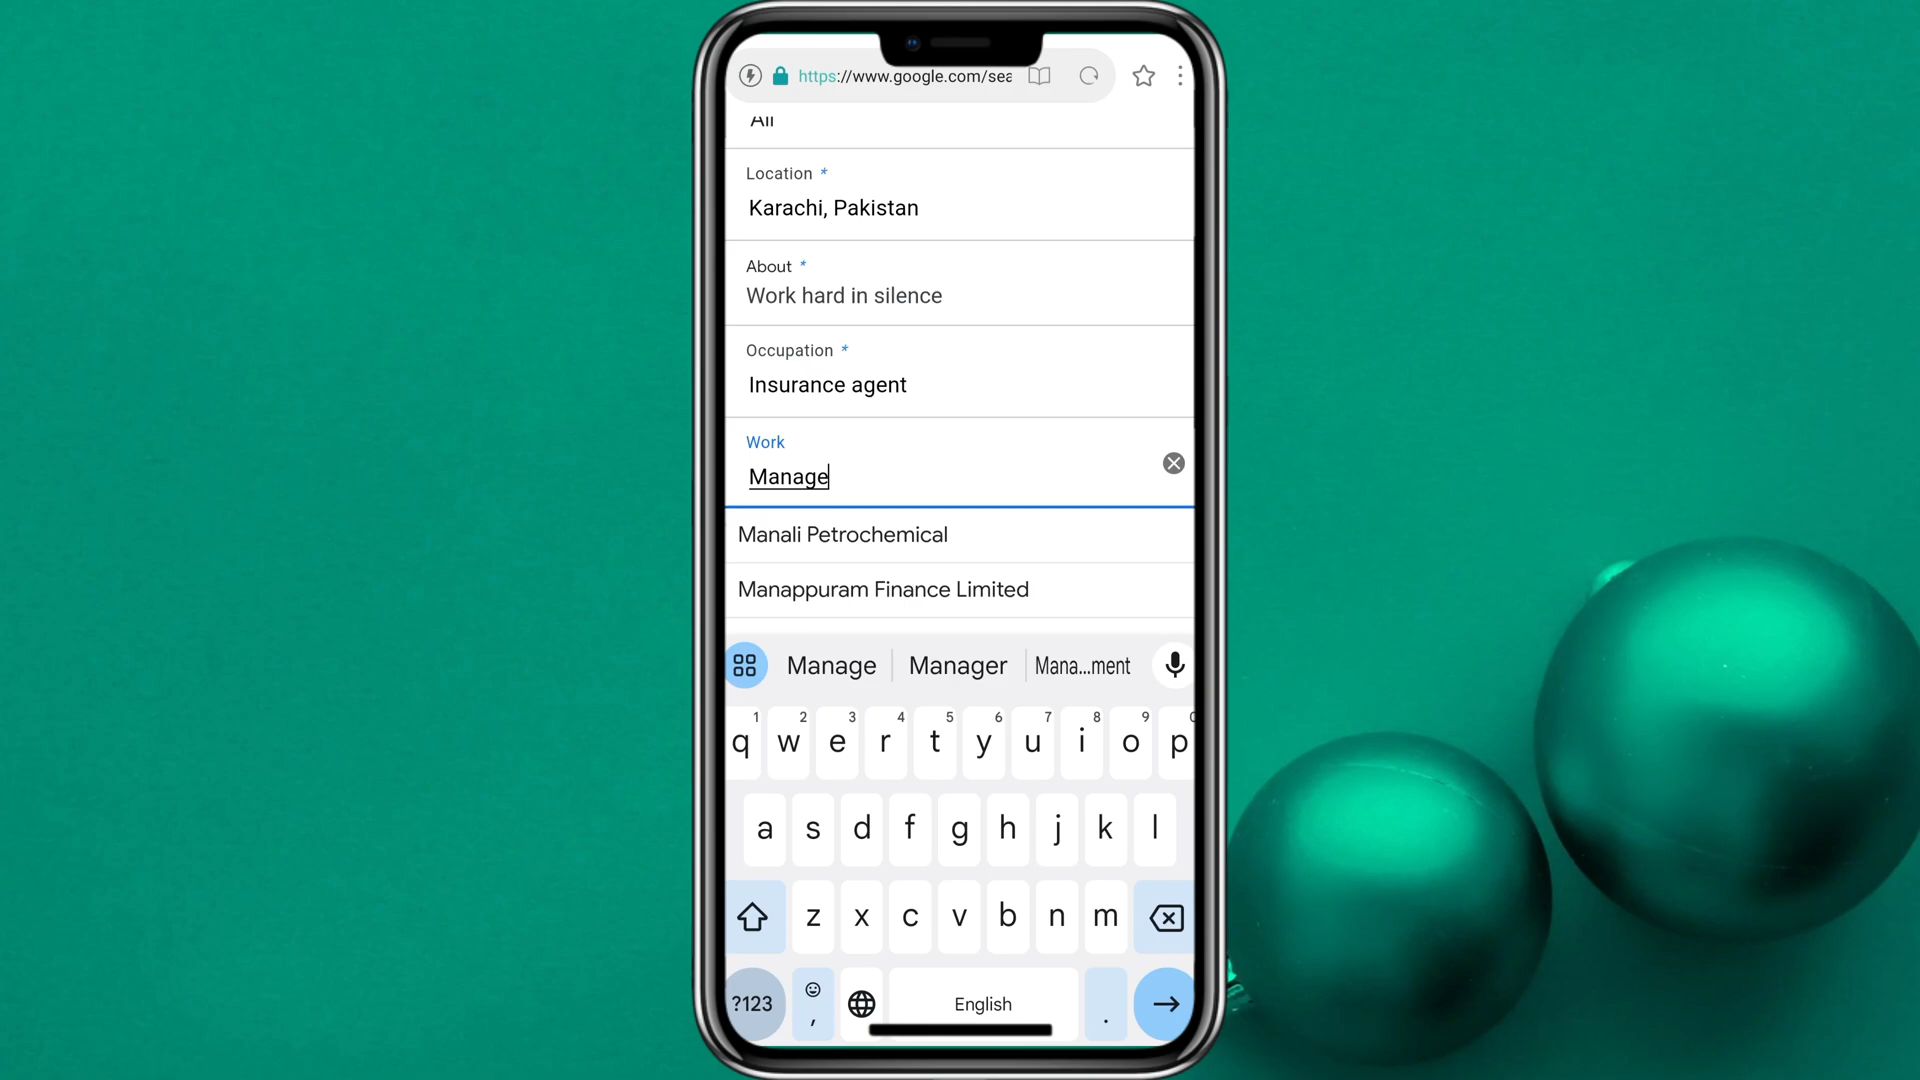 https://www.google.com/sea
All
Location *
Karachi, Pakistan
About *
Work hard in silence
Occupation *
Insurance agent
Work
Manage
Manali Petrochemical
Manappuram Finance Limited
Manage Manager Mana...ment
1 2 3 4 5 6 7 8 9 0
q w e r t y u i o p
a s d f g h j k l
z x c v b n m
?123 , English .